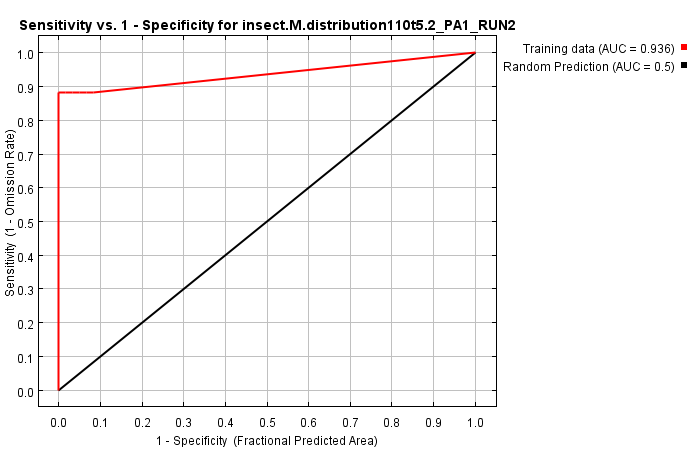 Sensitivity vs. 1 - Specificity for insect.M.distribution110t5.2_PA1_RUN2
Training data (AUC = 0.936)
Random Prediction (AUC = 0.5)
Sensitivity (1 - Omission Rate)
1.0
0.9
0.8
0.7
0.6
0.5
0.4
0.3
0.2
0.1
0.0
0.0 0.1 0.2 0.3 0.4 0.5 0.6 0.7 0.8 0.9 1.0
1 - Specificity (Fractional Predicted Area)